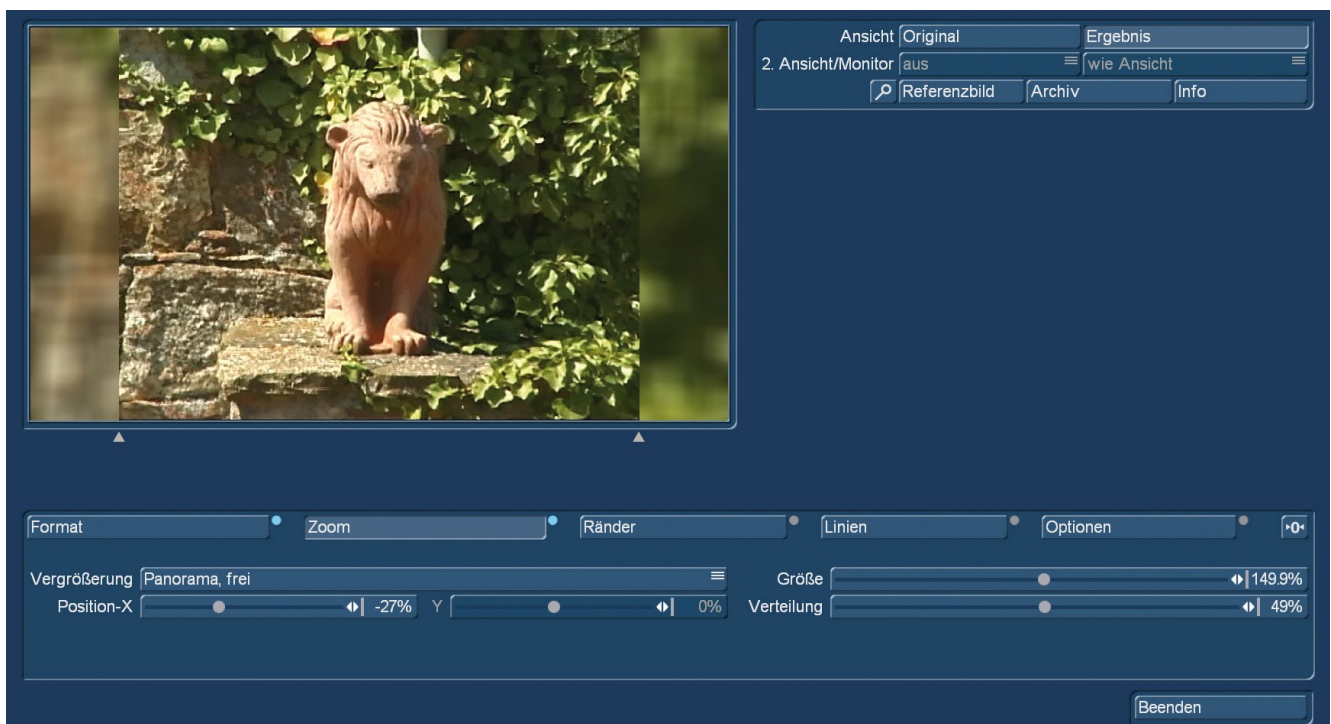 Ansicht Original Ergebnis
2. Ansicht/Monitor aus wie Ansicht
Referenzbild Archiv Info
Format Zoom Ränder Linien Optionen 0
Vergrößerung Panorama, frei Größe 149.9%
Position-X -27% Y 0% Verteilung 49%
Beenden